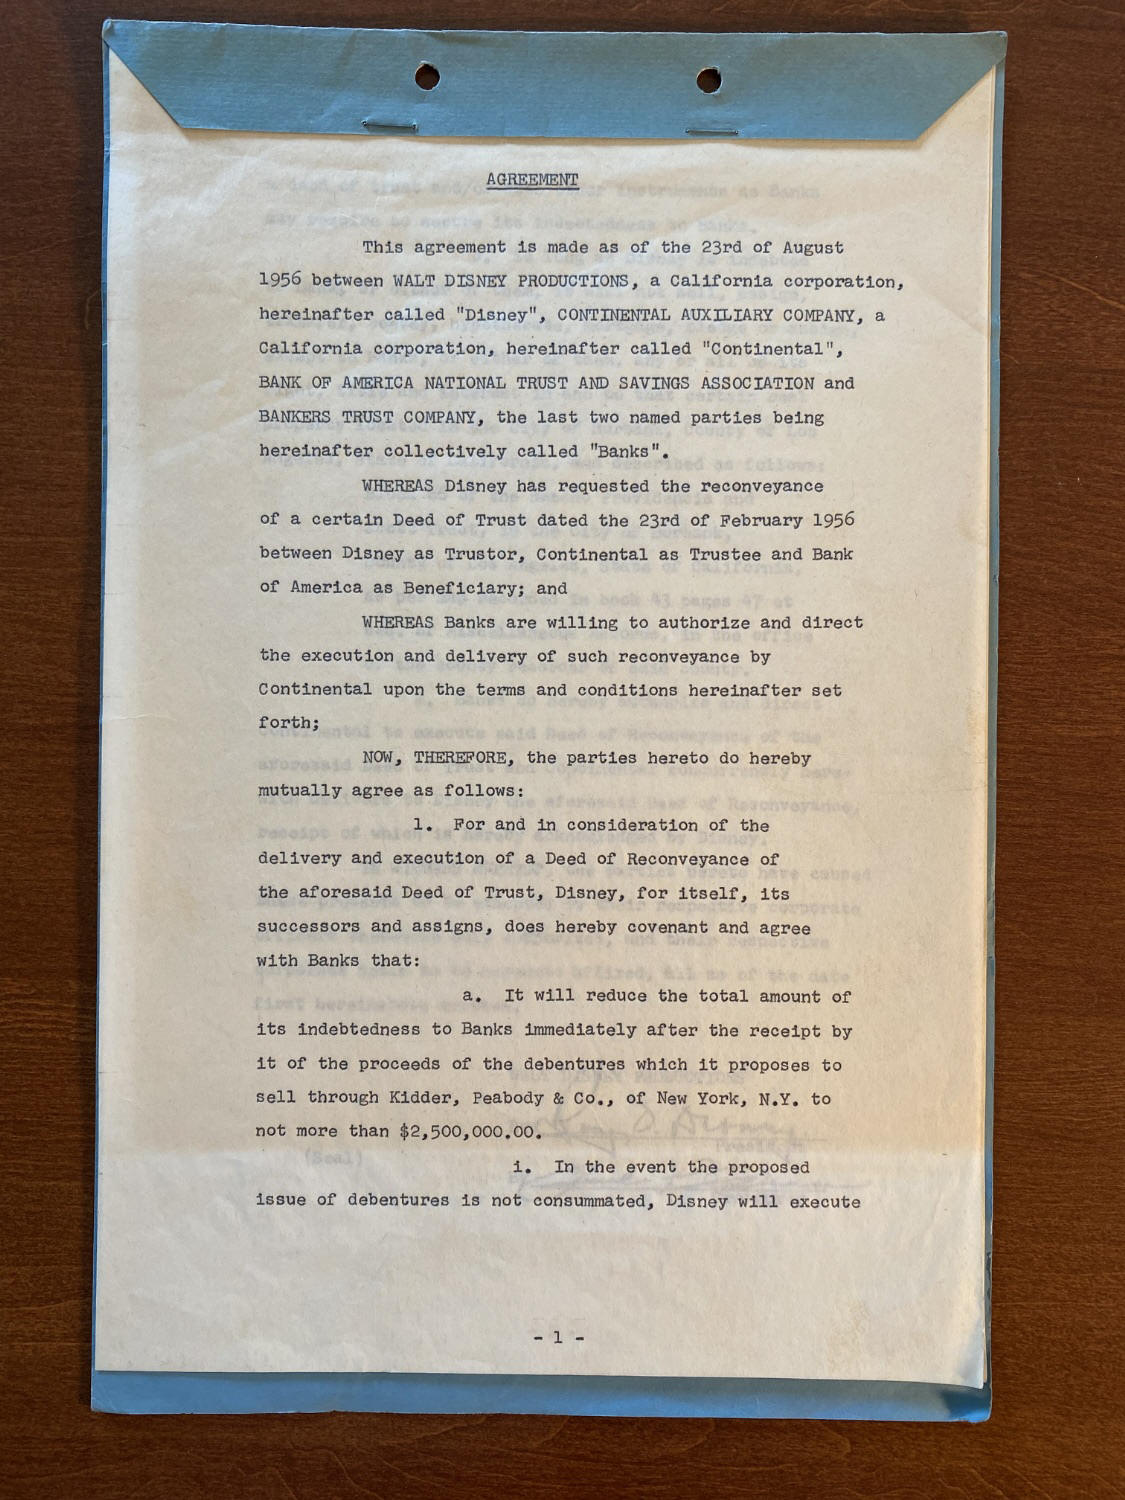 AGREEMENT
This agreement is made as of the 23rd of August
1956 between WALT DISNEY PRODUCTIONS, a California corporation,
hereinafter called "Disney", CONTINENTAL AUXILIARY COMPANY, a
California corporation, hereinafter called "Continental",
BANK OF AMERICA NATIONAL TRUST AND SAVINGS ASSOCIATION and
BANKERS TRUST COMPANY, the last two named parties being
hereinafter collectively called "Banks".
WHEREAS Disney has requested the reconveyance
of a certain Deed of Trust dated the 23rd of February 1956
between Disney as Trustor, Continental as Trustee and Bank
of America as Beneficiary; and
WHEREAS Banks are willing to authorize and direct
the execution and delivery of such reconveyance by
Continental upon the terms and conditions hereinafter set
forth;
NOW, THEREFORE, the parties hereto do hereby
mutually agree as follows:
1. For and in consideration of the
delivery and execution of a Deed of Reconveyance of
the aforesaid Deed of Trust, Disney, for itself, its
successors and assigns, does hereby covenant and agree
with Banks that:
a. It will reduce the total amount of
its indebtedness to Banks immediately after the receipt by
it of the proceeds of the debentures which it proposes to
sell through Kidder, Peabody & Co., of New York, N.Y. to
not more than $2,500,000.00.
i. In the event the proposed
issue of debentures is not consummated, Disney will execute
- 1 -